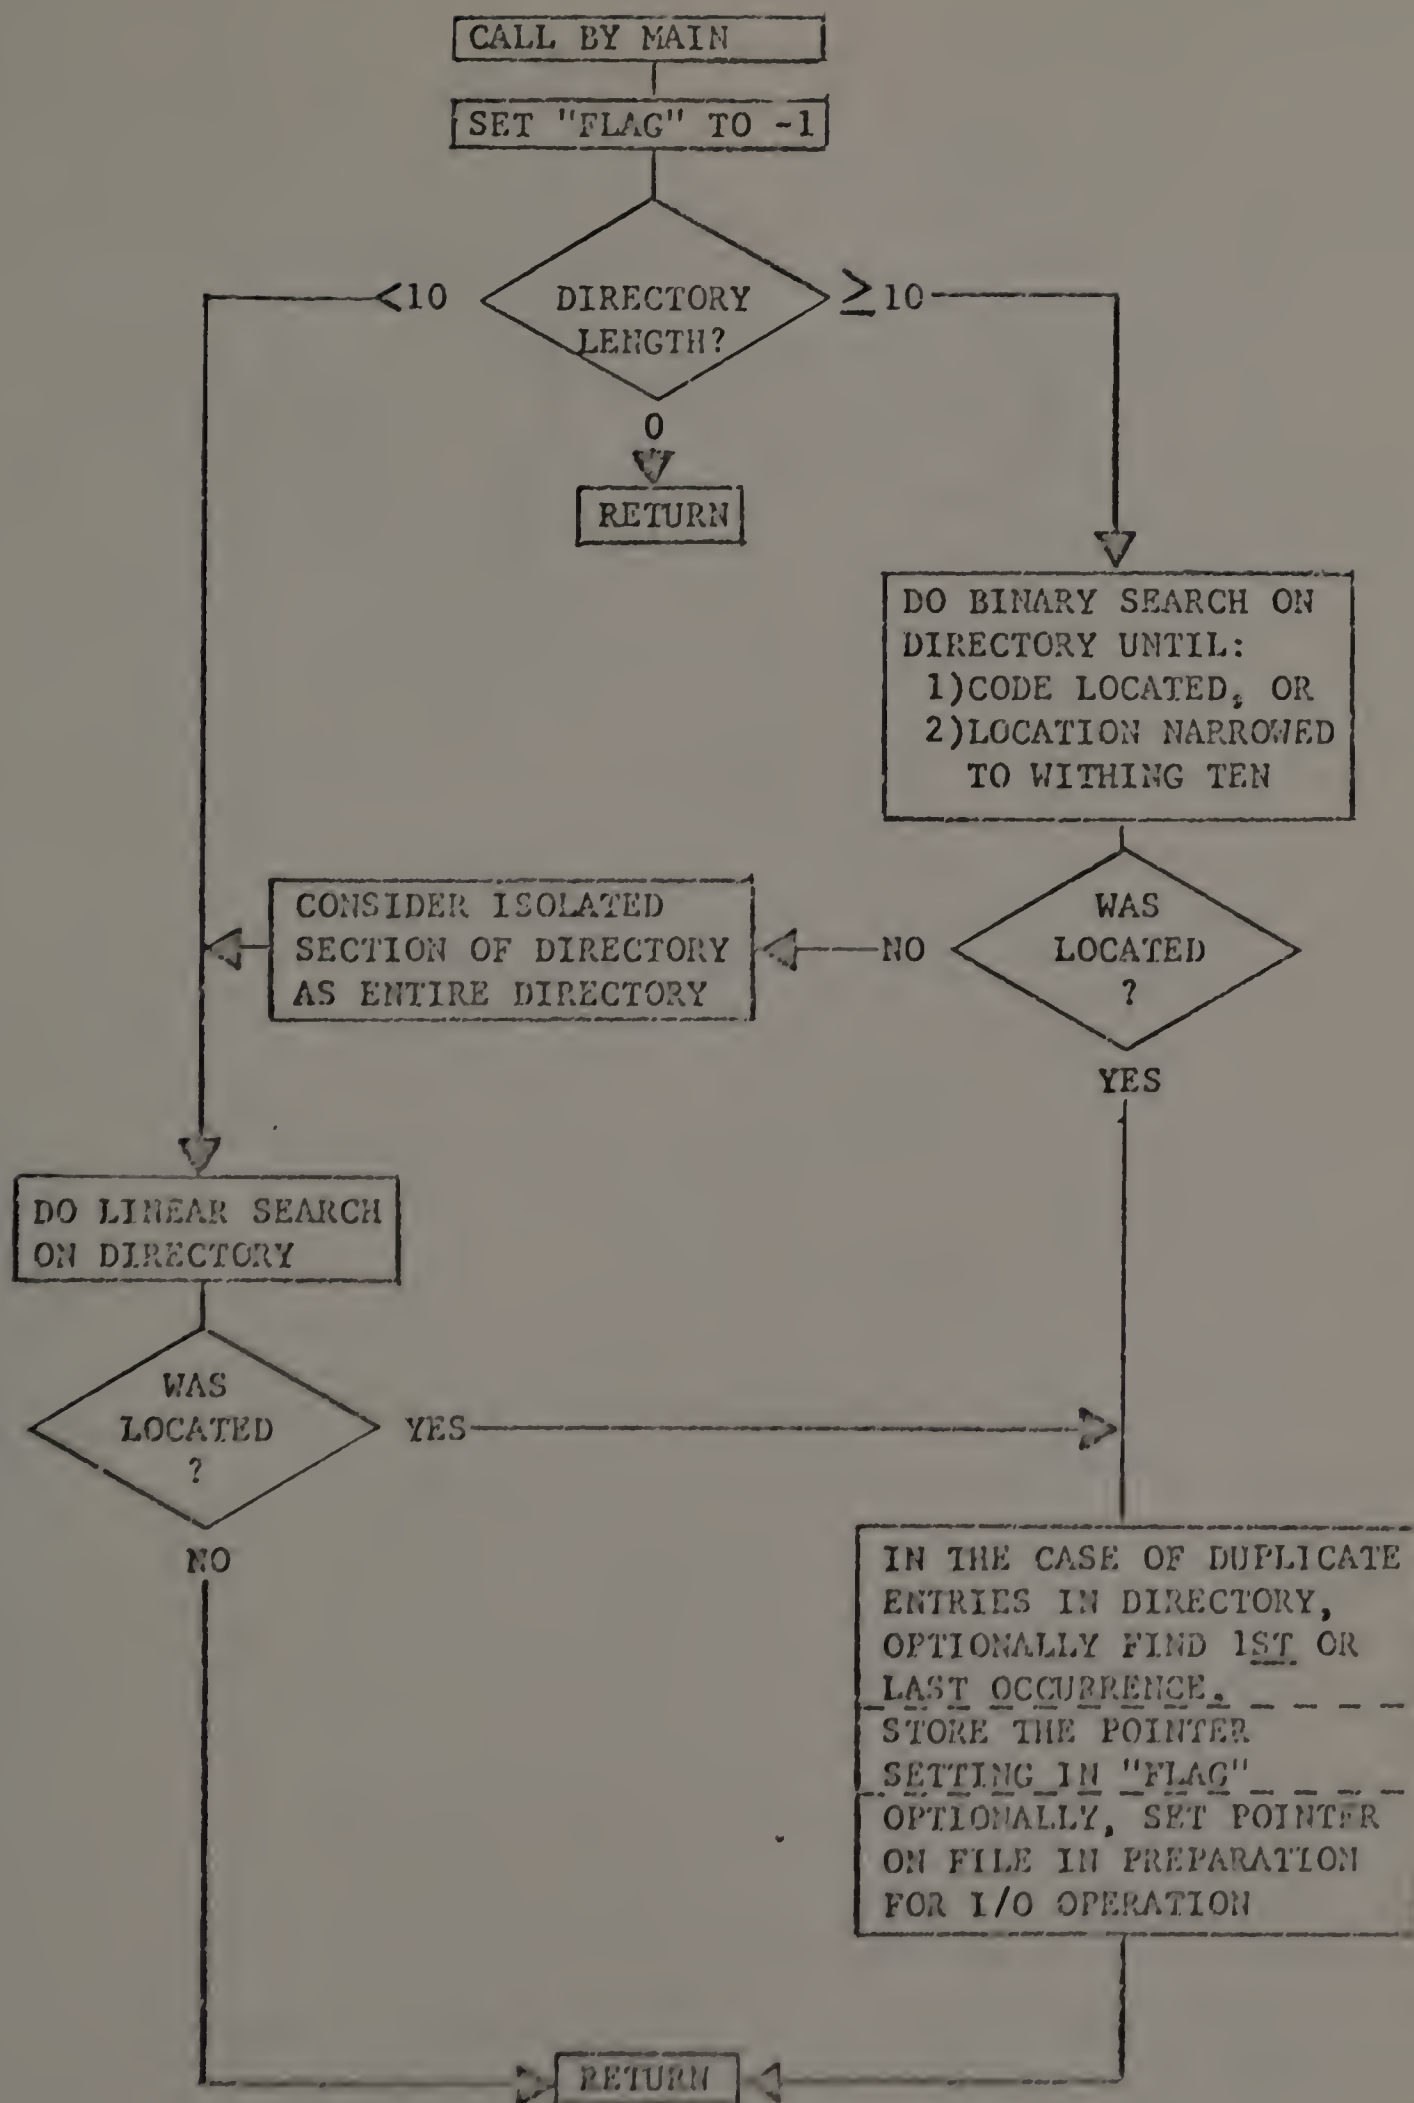 CALL BY MAIN
SET "FLAG" TO -1
<10
DIRECTORY
LENGTH?
≥10
0
RETURN
DO BINARY SEARCH ON
DIRECTORY UNTIL:
1)CODE LOCATED, OR
2)LOCATION NARROWED
TO WITHING TEN
CONSIDER ISOLATED
SECTION OF DIRECTORY
AS ENTIRE DIRECTORY
NO
WAS
LOCATED
?
YES
DO LINEAR SEARCH
ON DIRECTORY
WAS
LOCATED
?
YES
NO
IN THE CASE OF DUPLICATE
ENTRIES IN DIRECTORY,
OPTIONALLY FIND 1ST OR
LAST OCCURRENCE.
STORE THE POINTER
SETTING IN "FLAG"
OPTIONALLY, SET POINTER
ON FILE IN PREPARATION
FOR I/O OPERATION
RETURN